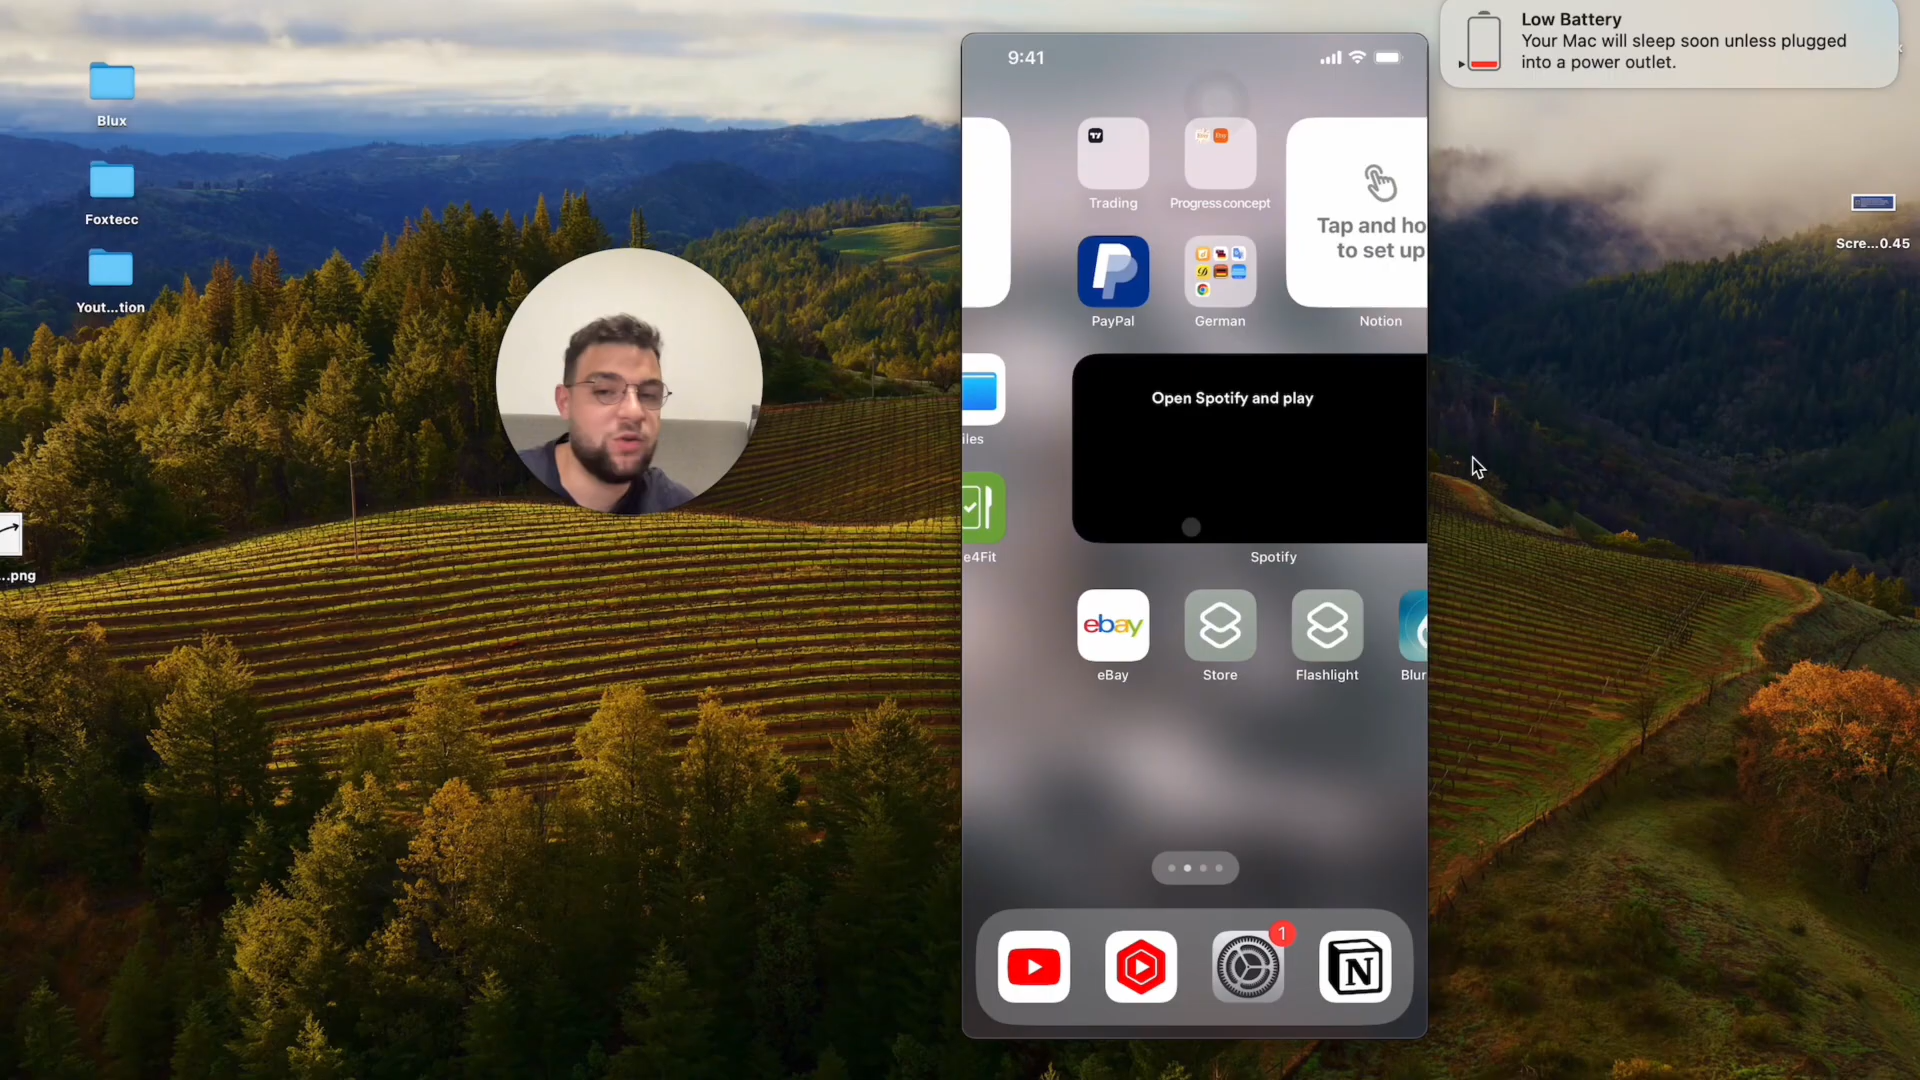 Low Battery
Your Mac will sleep soon unless plugged
into a power outlet.
Blux
Foxtecc
Yout...tion
...png
Scre...0.45
9:41
Trading
Progress concept
Tap and ho
to set up
PayPal
German
Notion
iles
Open Spotify and play
e4Fit
Spotify
ebay
eBay
Store
Flashlight
Blur
1
N